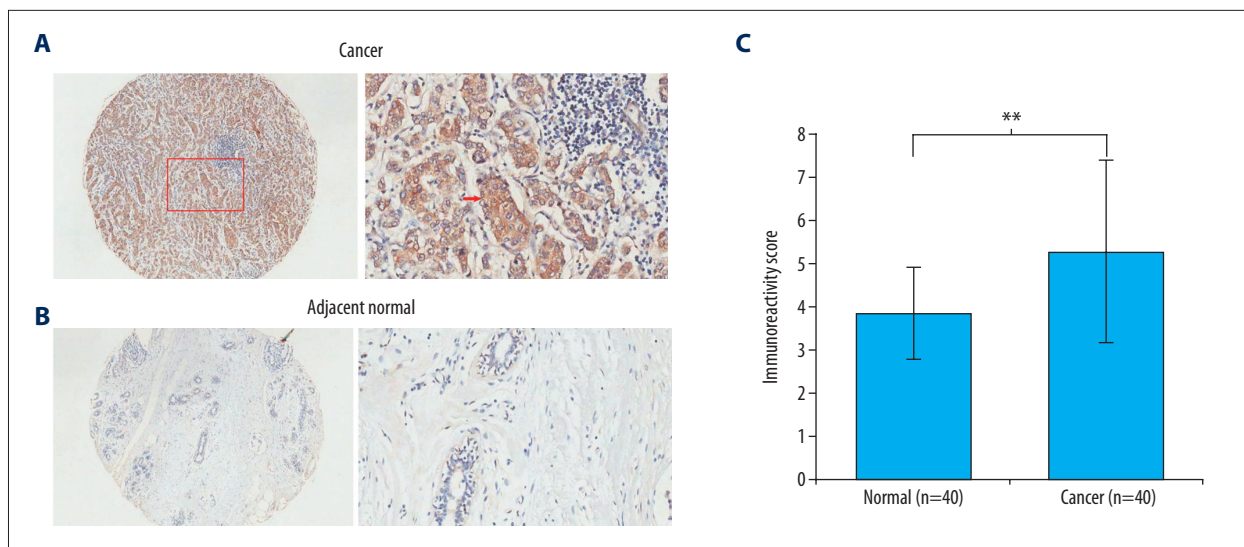 A
Cancer
B
Adjacent normal
C
**
8
7
6
5
4
3
2
1
0
Immunoreactivity score
Normal (n=40)
Cancer (n=40)